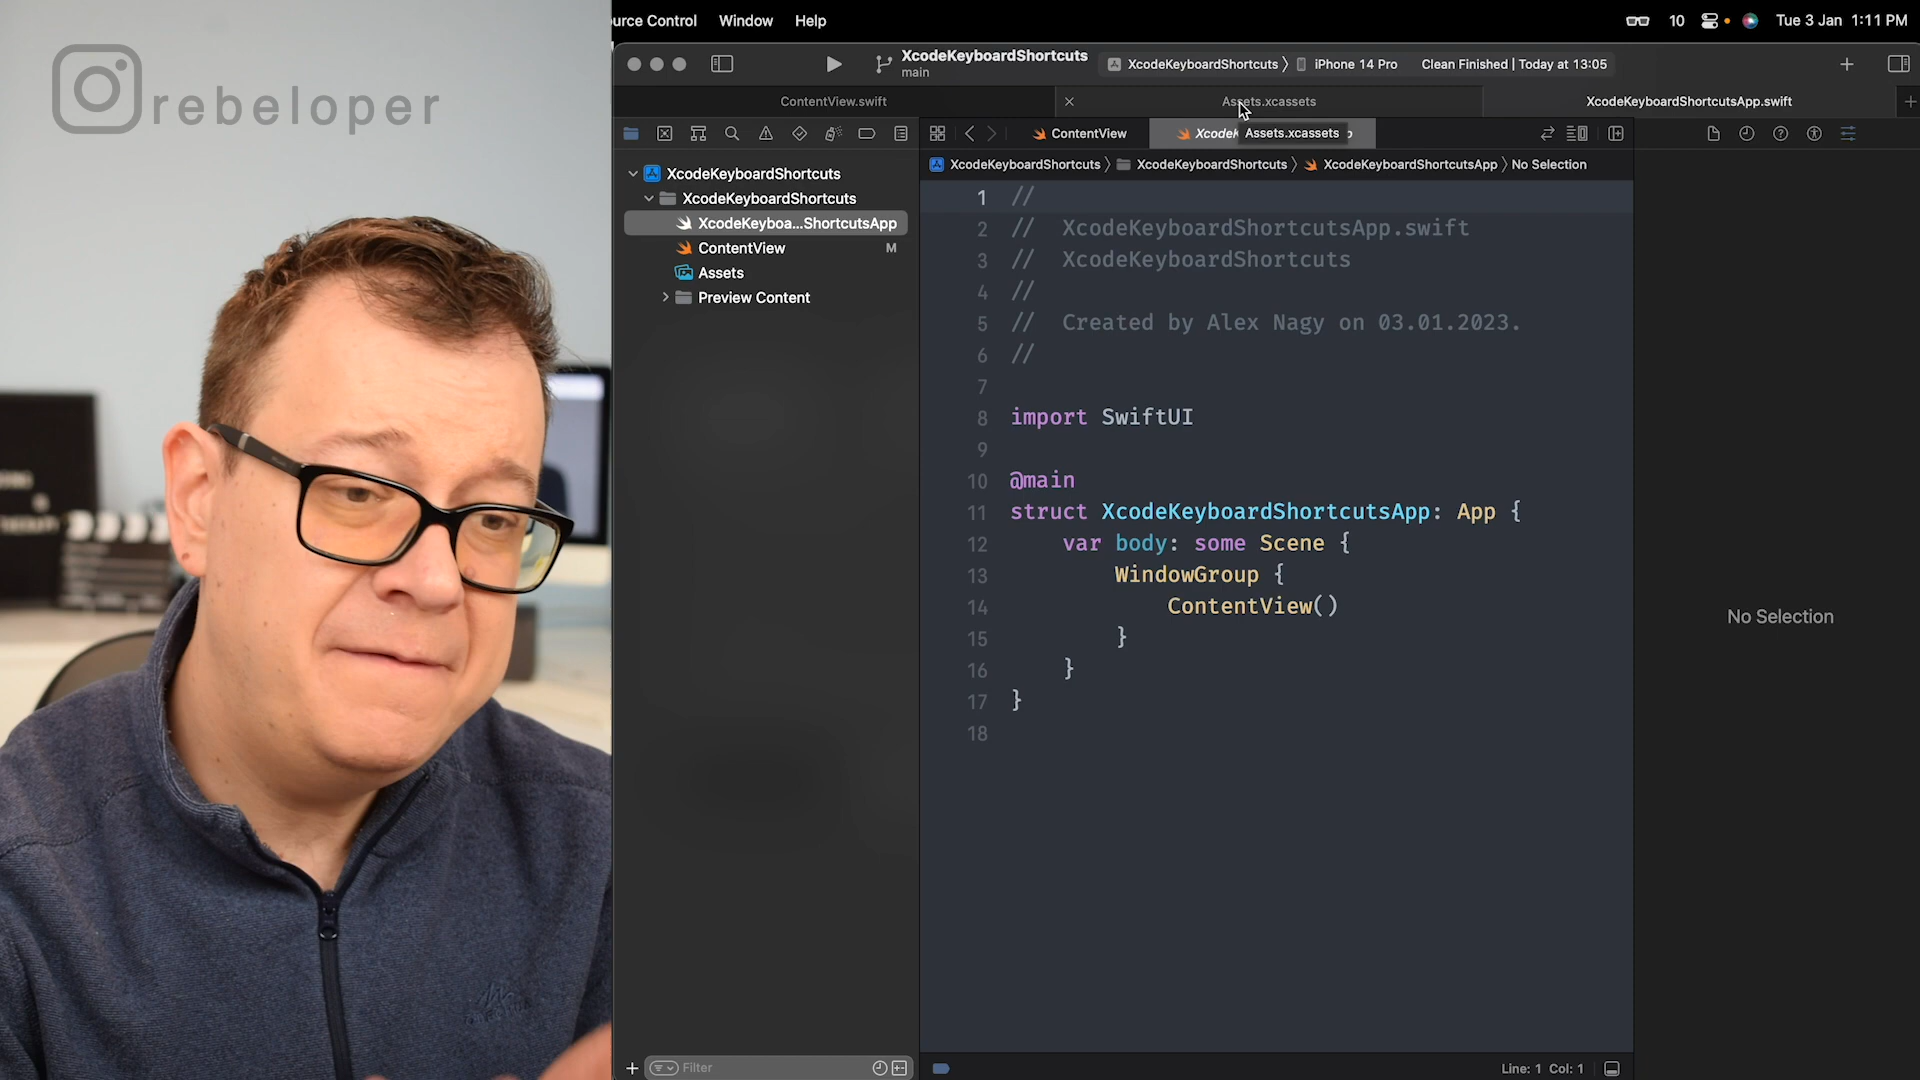 rebeloper
urce Control Window Help
10 Tue 3 Jan 1:11 PM
XcodeKeyboardShortcuts
main
XcodeKeyboardShortcuts 〉 iPhone 14 Pro Clean Finished | Today at 13:05
ContentView.swift Assets.xcassets XcodeKeyboardShortcutsApp.swift
ContentView Xcodek Assets.xcassets
XcodeKeyboardShortcuts 〉 XcodeKeyboardShortcuts 〉 XcodeKeyboardShortcutsApp 〉 No Selection
XcodeKeyboardShortcuts
XcodeKeyboardShortcuts
XcodeKeyboa...ShortcutsApp
ContentView M
Assets
Preview Content
1 //
2 // XcodeKeyboardShortcutsApp.swift
3 // XcodeKeyboardShortcuts
4 //
5 // Created by Alex Nagy on 03.01.2023.
6 //
7
8 import SwiftUI
9
10 @main
11 struct XcodeKeyboardShortcutsApp: App {
12 var body: some Scene {
13 WindowGroup {
14 ContentView()
15 }
16 }
17 }
18
No Selection
Filter
Line: 1 Col: 1